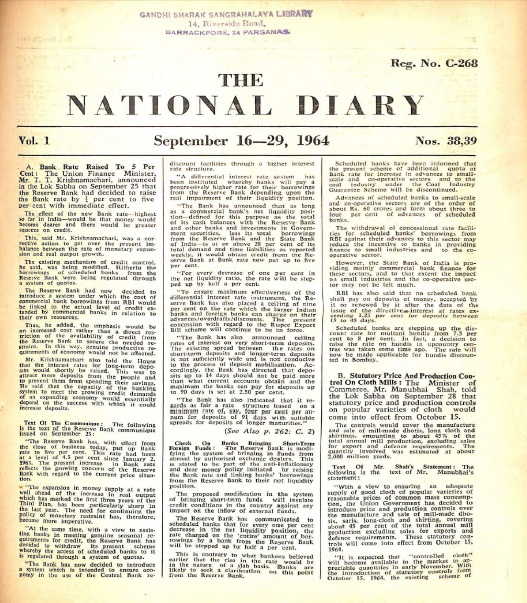 GANDHI SMARAK SANGRAHALAYA LIBRARY
14, Riverside Road,
BARRACKPORE, 24 PARGANAS.
Reg. No. C-268
THE
NATIONAL DIARY
Vol. 1
September 16—29, 1964
Nos. 38,39
A. Bank Rate Raised To 5 Per
Cent: The Union Finance Minister,
Mr. T. T. Krishnamachari, announced
in the Lok Sabha on September 25 that
the Reserve Bank had decided to raise
the Bank rate by ½ per cent to five
per cent with immediate effect.
The effect of the new Bank rate—highest
so far in India—would be that money would
become dearer and there would be greater
restraint on credit.
This, said Mr. Krishnamachari, was a cor-
rective action to get over the present im-
balance between the rate of monetary expan-
sion and real output growth.
The existing mechanism of credit control,
he said, was being modified. Hitherto the
borrowings of scheduled banks from the
Reserve Bank were being regulated through
a system of quotas.
The Reserve Bank had now decided to
introduce a system under which the cost of
commercial bank borrowings from RBI would
be linked to the actual level of credit ex-
tended by commercial banks in relation to
their own resources.
Thus, he added, the emphasis would be
on increased cost rather than a direct res-
triction of the availability of credit from
the Reserve Bank to secure the needed re-
straint. In this way, genuine production re-
quirements of economy would not be affected.
Mr. Krishnamachari also told the House
that the interest rates for long-term depo-
sits would shortly be raised. This was to
attract more deposits from the people and
to prevent them from spending their savings.
He said that the capacity of the banking
system to meet the growing credit demands
of an expanding economy would essentially
depend on the success with which it could
increase deposits.
Text Of The Communique: The following
is the text of the Reserve Bank communique
issued on September 25:
"The Reserve Bank has, with effect from
the close of business today, put up Bank
rate to five per cent. This rate had been
at a level of 4.5 per cent since January 2,
1963. The present increase in Bank rate
reflects the growing concern of the Reserve
Bank with regard to the current price situa-
tion.
"The expansion in money supply at a rate
well ahead of the increase in real output
which has marked the first three years of the
Third Plan, has been particularly sharp in
the last year. The need for continuing the
policy of monetary restraint has, therefore,
become more imperative.
"At the same time, with a view to assist-
ing banks in meeting genuine seasonal re-
quirements for credit, the Reserve Bank has
decided to withdraw the existing system
whereby the access of scheduled banks to it
is regulated through a system of quotas.
"The Bank has now decided to introduce
a system which is intended to ensure eco-
nomy in the use of the Central Bank re-
discount facilities through a higher interest
rate structure.
"A differential interest rate system has
been instituted whereby banks will pay a
progressively higher rate for their borrowings
from the Reserve Bank depending upon the
real impairment of their liquidity position.
"The Bank has announced that as long
as a commercial bank's net liquidity posi-
tion—defined for this purpose as the total
of its cash balances with the Reserve Bank
and other banks and investments in Govern-
ment securities, less its total borrowings
from the Reserve Bank and the State Bank
of India—is at or above 28 per cent of its
total demand and time liabilities as reported
weekly, it would obtain credit from the Re-
serve Bank at Bank rate now put up to five
per cent.
"For every decrease of one per cent in
the net liquidity ratio, the rate will be step-
ped up by half a per cent.
"To ensure maximum effectiveness of the
differential interest rate instrument, the Re-
serve Bank has also placed a ceiling of nine
per cent on the rate which the larger Indian
banks and foreign banks can charge on their
advances/overdrafts/discounts. The present
concession with regard to the Rupee Export
Bill scheme will continue to be in force.
"The Bank has also announced ceiling
rates of interest on very short-term deposits.
The existing spread between the rates on
short-term deposits and longer-term deposits
is not sufficiently wide and is not conducive
to the process of deposit mobilisation. Ac-
cordingly, the Bank has decreed that depo-
sits up to 14 days should not be paid more
than what current accounts obtain and the
maximum the banks can pay for deposits up
to 90 days is set at 2.50 per cent.
"The Bank has also indicated that it re-
gards as fair a rate structure based on a
minimum rate of, say, four per cent per an-
num for deposits of 91 days with suitable
spreads for deposits of longer maturities."
(See Also p. 262: C. 2)
Check On Banks Bringing Short-Term
Foreign Funds: The Reserve Bank is modify-
ing the system of bringing in funds from
abroad by authorised exchange dealers. This
is stated to be part of the anti-inflationary
and dear money policy initiated by raising
the Bank rate and linking banks' borrowings
from the Reserve Bank to their net liquidity
position.
The proposed modification in the system
of bringing short-term funds will insulate
credit conditions in the country against any
impact on the inflow of external funds.
The Reserve Bank has communicated to
scheduled banks that for every one per cent
decrease in the net liquidity position, the
rate charged on the 'entire' amount of bor-
rowings by a bank from the Reserve Bank
will be stepped up by half a per cent.
This is contrary to what bankers believed
earlier that the rise in the rate would be
in the nature of a slab basis. Banks are
likely to seek a clarification on this point
from the Reserve Bank.
Scheduled banks have been informed that
the present scheme of additional quota at
Bank rate for increase in advances to small-
scale and co-operative sectors and to the
coal industry under the Coal Industry
Guarantee Scheme will be discontinued.
Advances of scheduled banks to small-scale
and co-operative sectors are of the order of
about Rs. 60 crores and form about three to
four per cent of advances of scheduled
banks.
The withdrawal of concessional rate facili-
ties for scheduled banks' borrowings from
RBI against advances to this sector may
reduce the incentive to banks in providing
finance to small industries and to the co-
operative sector.
However, the State Bank of India is pro-
viding mainly commercial bank finance for
these sectors, and to that extent the impact
on small industries and the co-operative sec-
tor may not be felt much.
RBI has also said that no scheduled bank
shall pay on deposits of money, accepted by
it or renewed by it after the date of the
issue of the directive—interest at rates ex-
ceeding 1.25 per cent for deposits between
15 to 45 days.
Scheduled banks are stepping up the dis-
count rate for multani hundis from 7.5 per
cent to 8 per cent. In fact, a decision to
raise the rate on hundis in upcountry cen-
tres was taken some time ago. The rate will
now be made applicable for hundis discount-
ed in Bombay.
B. Statutory Price And Production Con-
trol On Cloth Mills: The Minister of
Commerce, Mr. Manubhai Shah, told
the Lok Sabha on September 28 that
statutory price and production controls
on popular varieties of cloth would
come into effect from October 15.
The controls would cover the manufacture
and sale of mill-made dhotis, long cloth and
shirting, amounting to about 45% of the
total annual mill production, excluding sales
for export and defence requirements. The
total involved was estimated at about
2,000 million yards.
Text Of Mr. Shah's Statement: The
following is the text of Mr. Manubhai Shah's
statement:
"With a view to ensuring an adequate
supply of good cloth of popular varieties at
reasonable prices of common mass consump-
tion, the Union Government has decided to
introduce price and production controls over
the manufacture and sale of mill-made dho-
tis, saris, long-cloth and shirting, covering
about 45 per cent of the total annual mill
production excluding sales for exports and
defence requirements. These statutory con-
trols will come into effect from October 15,
1964.
"It is expected that "controlled cloth"
will become available in the market in ap-
preciable quantities in early November. With
the introduction of statutory controls from
October 15, 1964, the existing scheme of